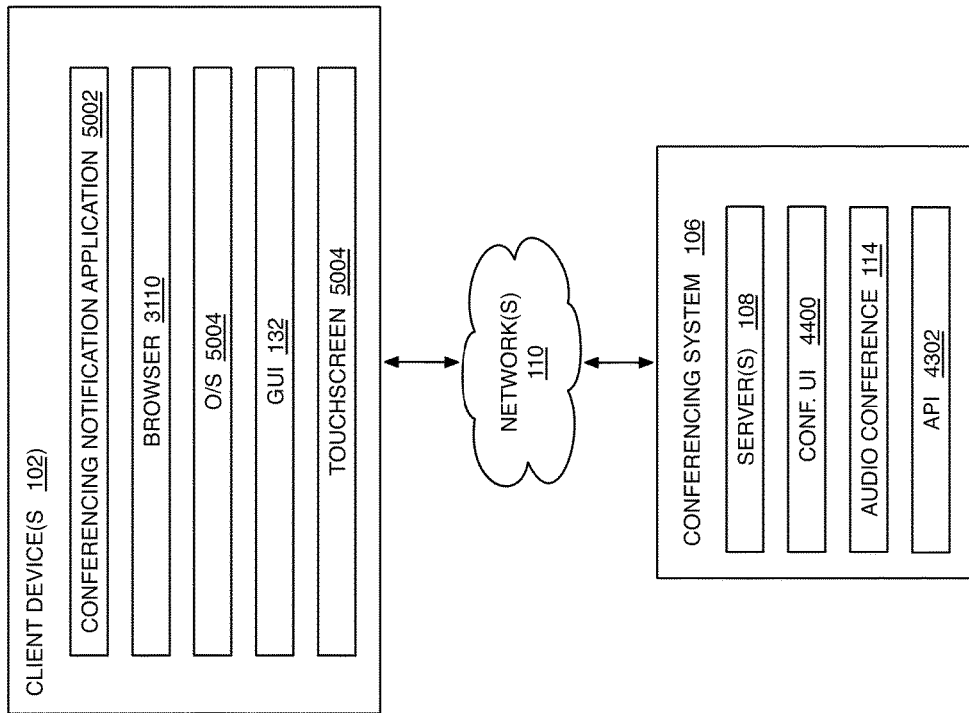 CLIENT DEVICE(S 102)
CONFERENCING NOTIFICATION APPLICATION 5002
BROWSER 3110
O/S 5004
GUI 132
TOUCHSCREEN 5004
NETWORK(S)
110
CONFERENCING SYSTEM 106
SERVER(S) 108
CONF. UI 4400
AUDIO CONFERENCE 114
API 4302